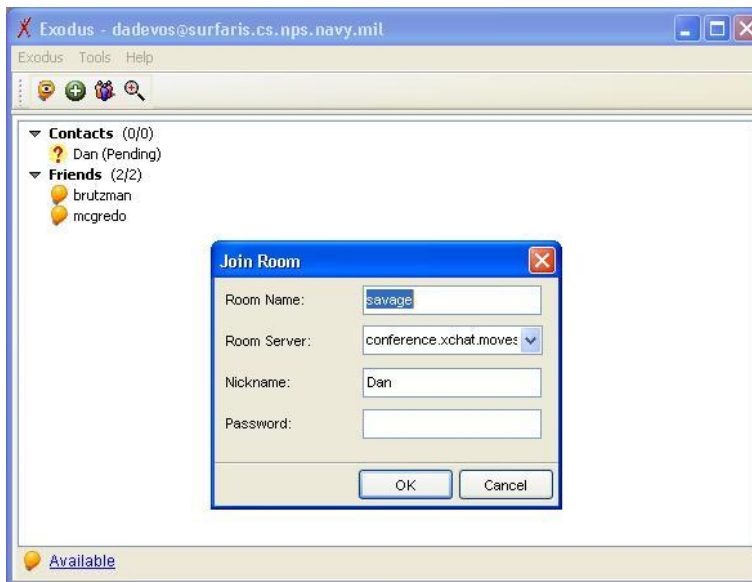 Exodus - dadevos@surfaris.cs.nps.navy.mil
Exodus Tools Help
Contacts (0/0)
Dan (Pending)
Friends (2/2)
brutzman
mcgredo
Join Room
Room Name: savage
Room Server: conference.xchat.moves
Nickname: Dan
Password:
OK Cancel
Available